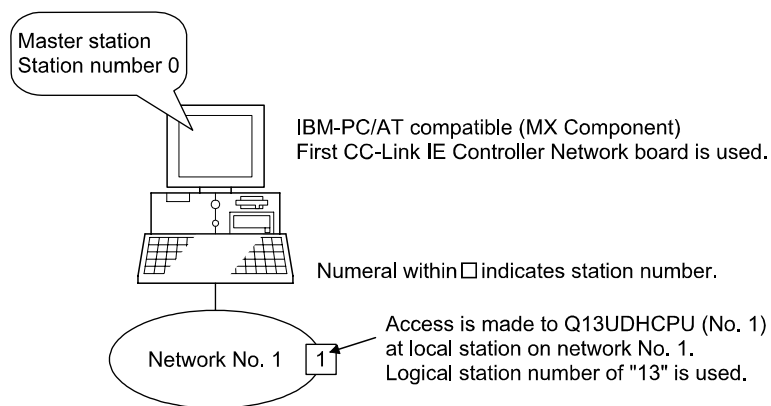 Master station
Station number 0
IBM-PC/AT compatible (MX Component)
First CC-Link IE Controller Network board is used.
Numeral within □ indicates station number.
Network No. 1
1
Access is made to Q13UDHCPU (No. 1)
at local station on network No. 1.
Logical station number of "13" is used.